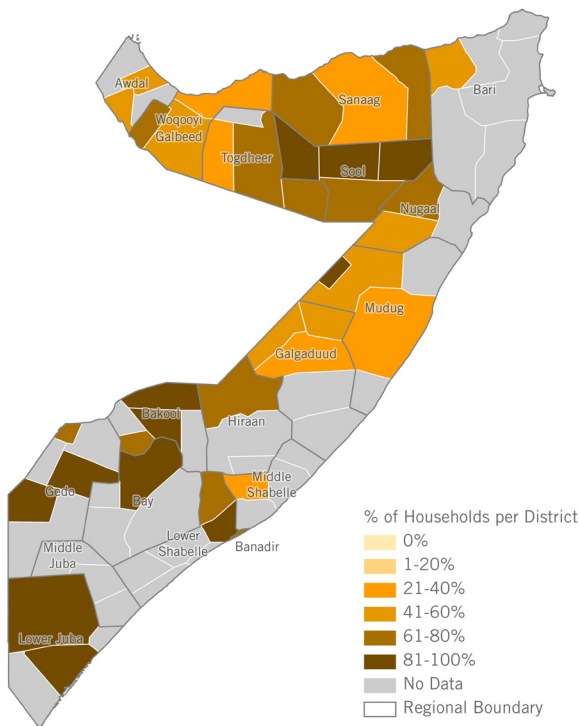 Awdal
Bari
Sanaag
Woqooyi
Galbeed
Togdheer
Sool
Nugaal
Mudug
Galgaduud
Bakool
Hiraan
Gedo
Bay
Middle
Shabelle
Lower
Shabelle
Banadir
Middle
Juba
Lower Juba
% of Households per District
0%
1-20%
21-40%
41-60%
61-80%
81-100%
No Data
Regional Boundary